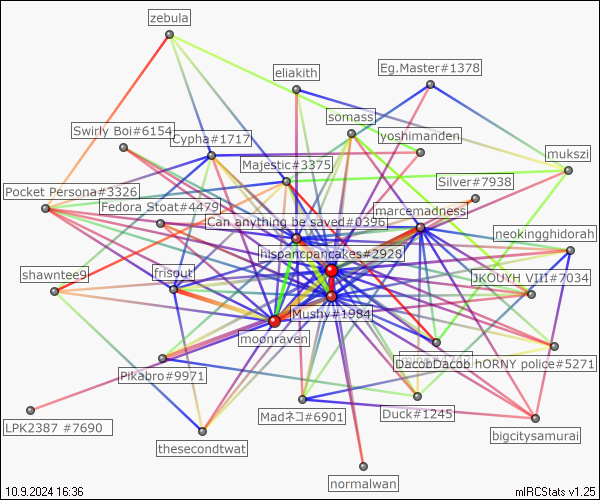 zebula
eliakith
Eg.Master#1378
somass
Swirly Boi#6154
Cypha#1717
yoshimanden
Majestic#3375
mukszi
Pocket Persona#3326
Silver#7938
Fedora Stoat#4479
Can anything be saved#0396
marcemadness
hispancpancakes#2928
neokingghidorah
shawntee9
frisout
JKOUYH VIII#7034
Mushy#1984
moonraven
DacobDacob hORNY police#5271
Pikabro#9971
Madネコ#6901
Duck#1245
LPK2387 #7690
bigcitysamurai
thesecondtwat
normalwan
10.9.2024 16:36
mIRCStats v1.25